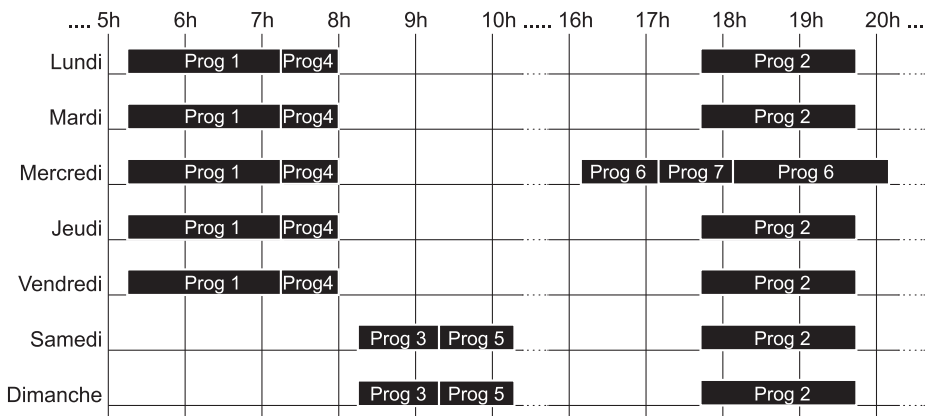 .... 5h 6h 7h 8h 9h 10h ..... 16h 17h 18h 19h 20h ...
Lundi Prog 1 Prog4 Prog 2
Mardi Prog 1 Prog4 Prog 2
Mercredi Prog 1 Prog4 Prog 6 Prog 7 Prog 6
Jeudi Prog 1 Prog4 Prog 2
Vendredi Prog 1 Prog4 Prog 2
Samedi Prog 3 Prog 5 Prog 2
Dimanche Prog 3 Prog 5 Prog 2